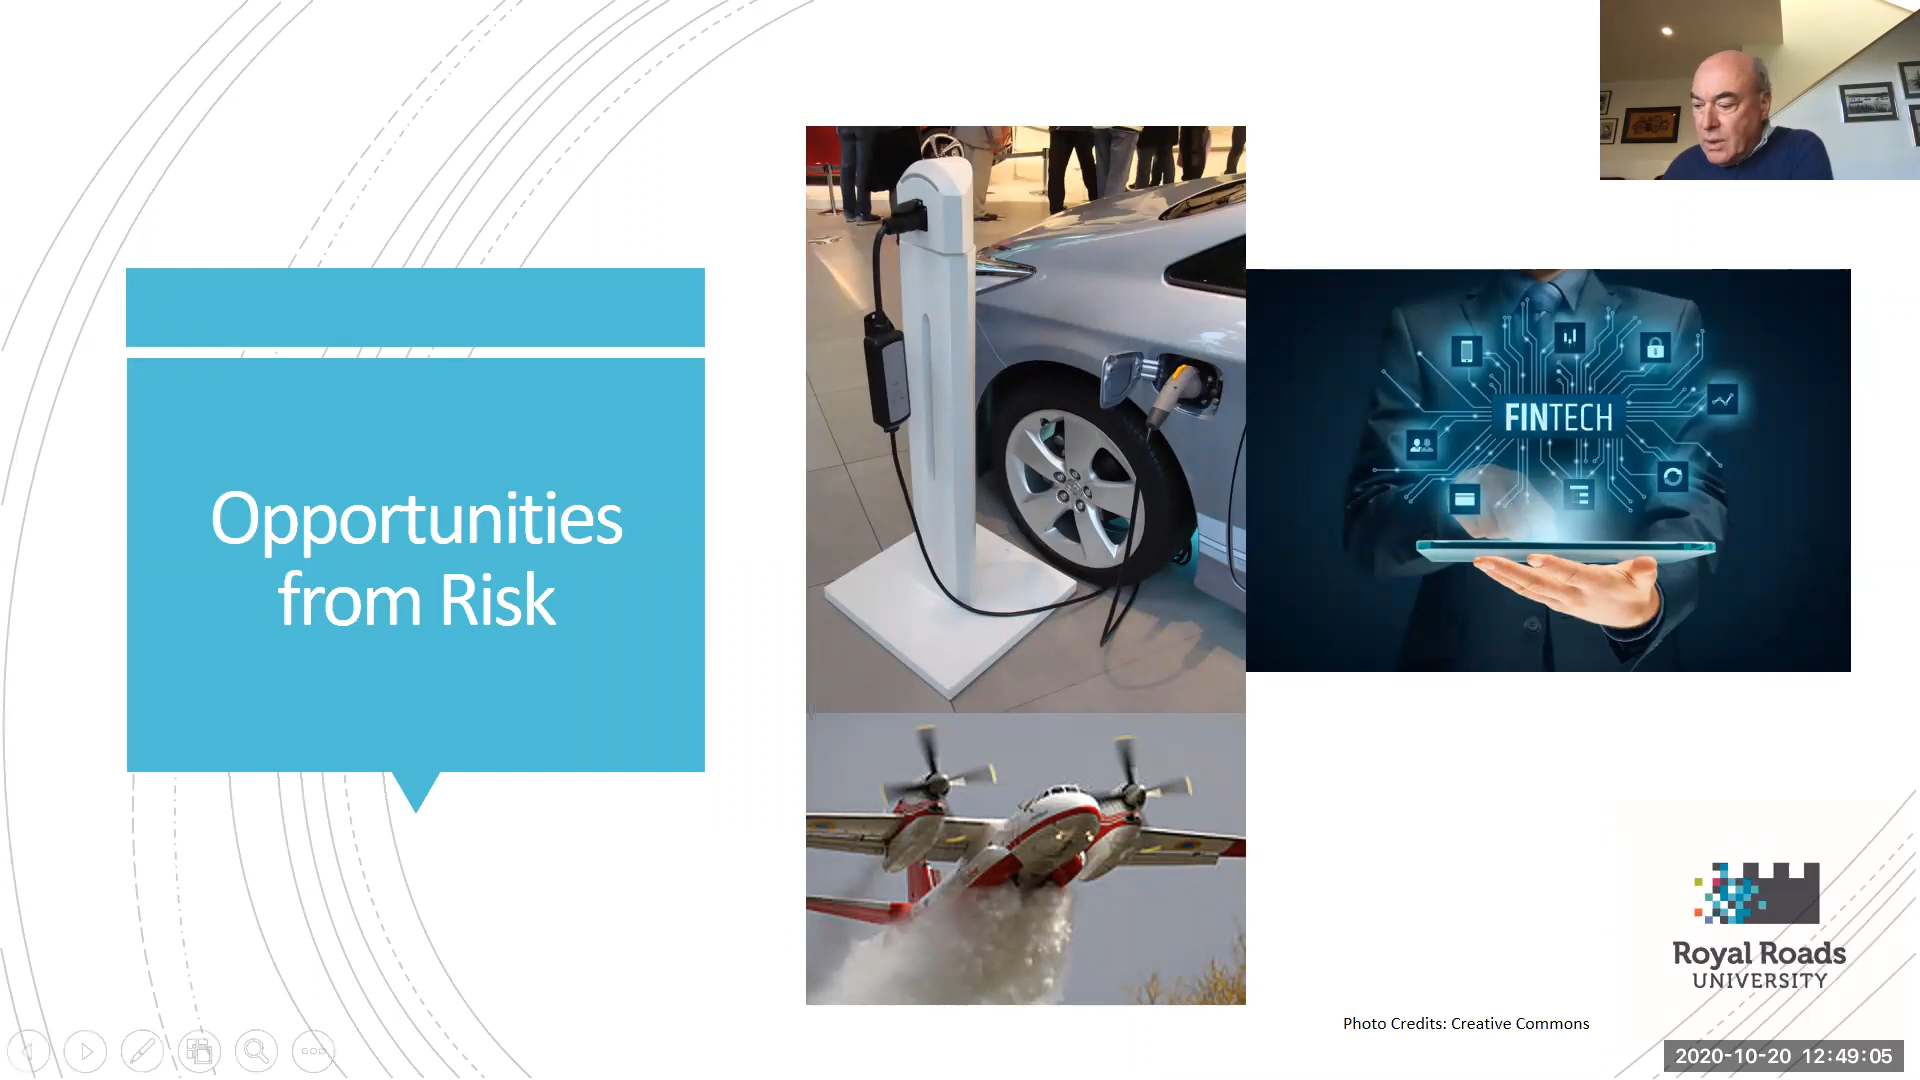 Opportunities
from Risk
FINTECH
Royal Roads
UNIVERSITY
Photo Credits: Creative Commons
2020-10-20 12:49:05